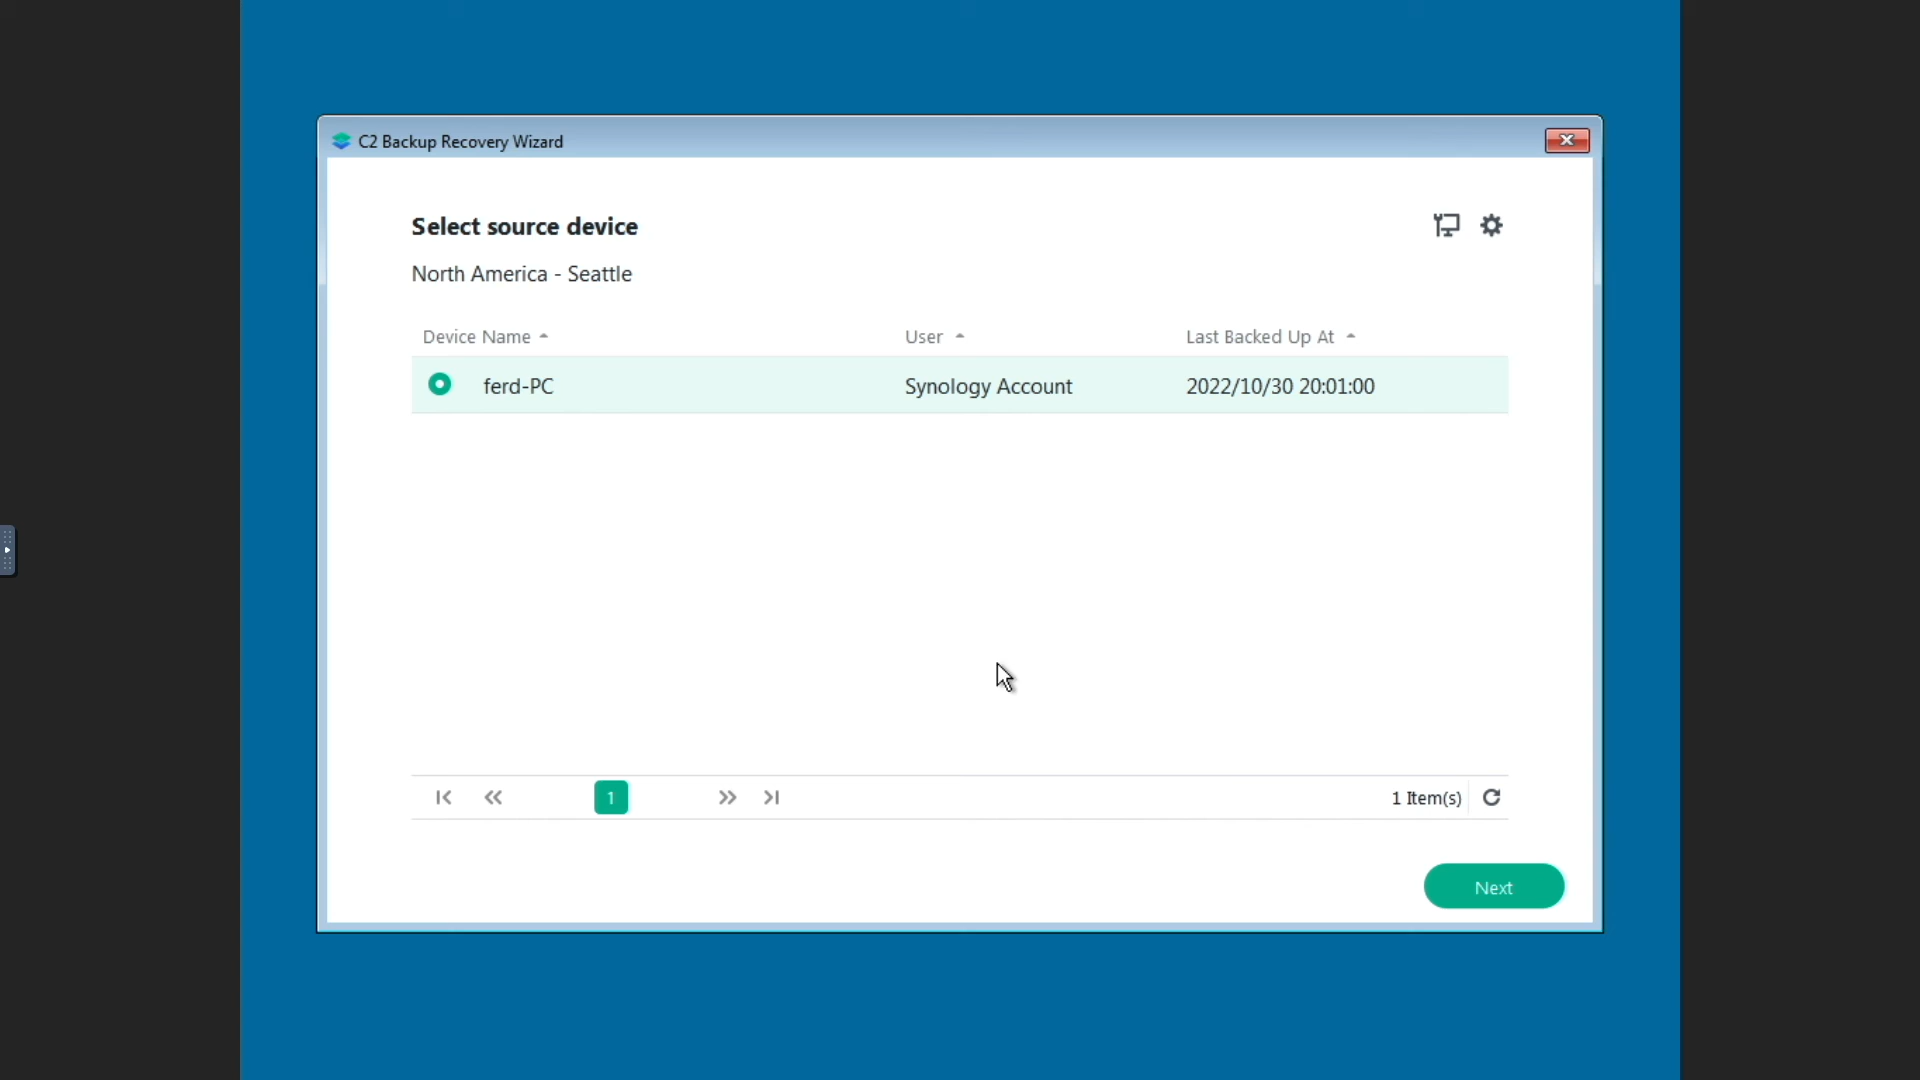 C2 Backup Recovery Wizard
Select source device
North America - Seattle
Device Name User Last Backed Up At
ferd-PC Synology Account 2022/10/30 20:01:00
1 1 Item(s)
Next